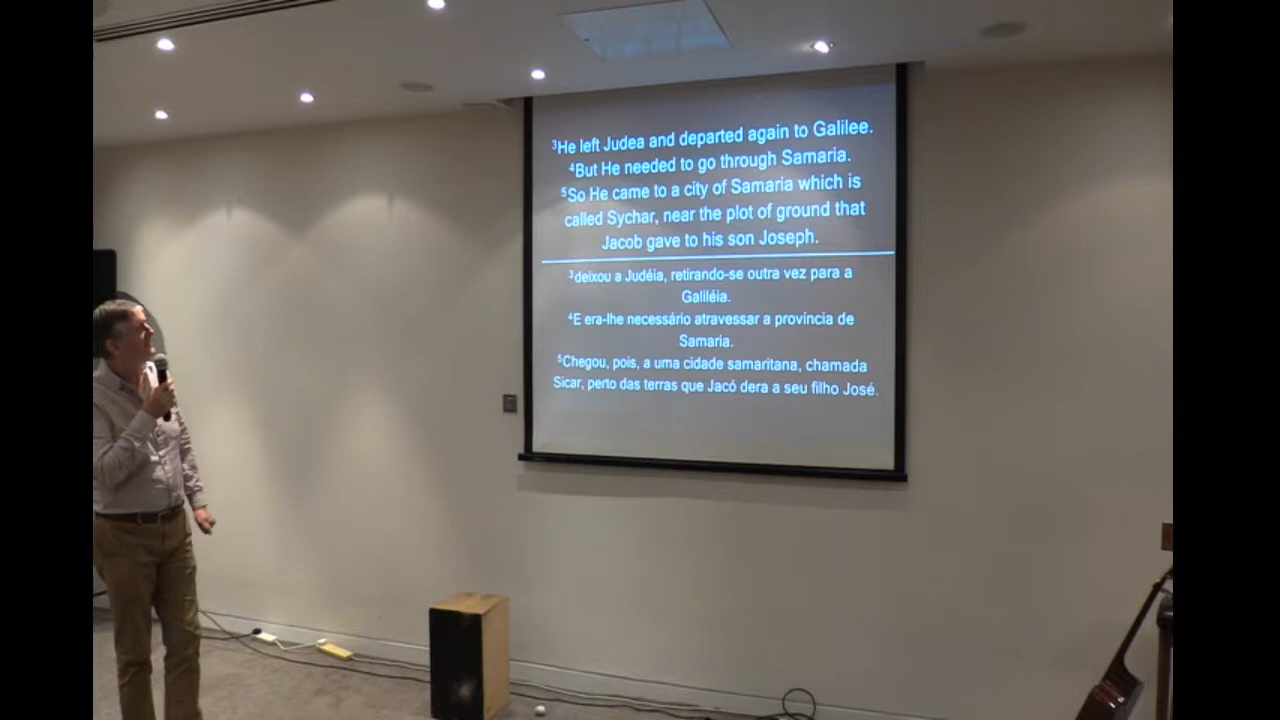 ³He left Judea and departed again to Galilee.
⁴But He needed to go through Samaria.
⁵So He came to a city of Samaria which is
called Sychar, near the plot of ground that
Jacob gave to his son Joseph.
³deixou a Judéia, retirando-se outra vez para a
Galiléia.
⁴E era-lhe necessário atravessar a província de
Samaria.
⁵Chegou, pois, a uma cidade samaritana, chamada
Sicar, perto das terras que Jacó dera a seu filho José.